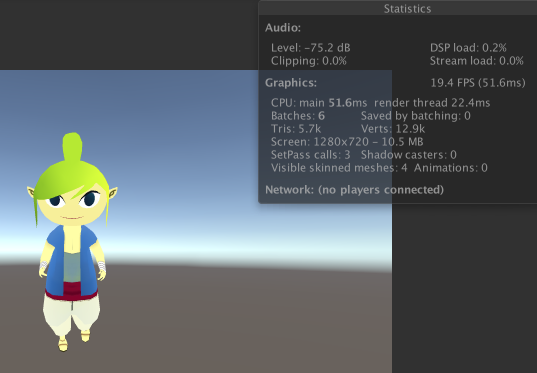 Statistics
Audio:
Level: -75.2 dB DSP load: 0.2%
Clipping: 0.0% Stream load: 0.0%
Graphics: 19.4 FPS (51.6ms)
CPU: main 51.6ms render thread 22.4ms
Batches: 6 Saved by batching: 0
Tris: 5.7k Verts: 12.9k
Screen: 1280x720 - 10.5 MB
SetPass calls: 3 Shadow casters: 0
Visible skinned meshes: 4 Animations: 0
Network: (no players connected)